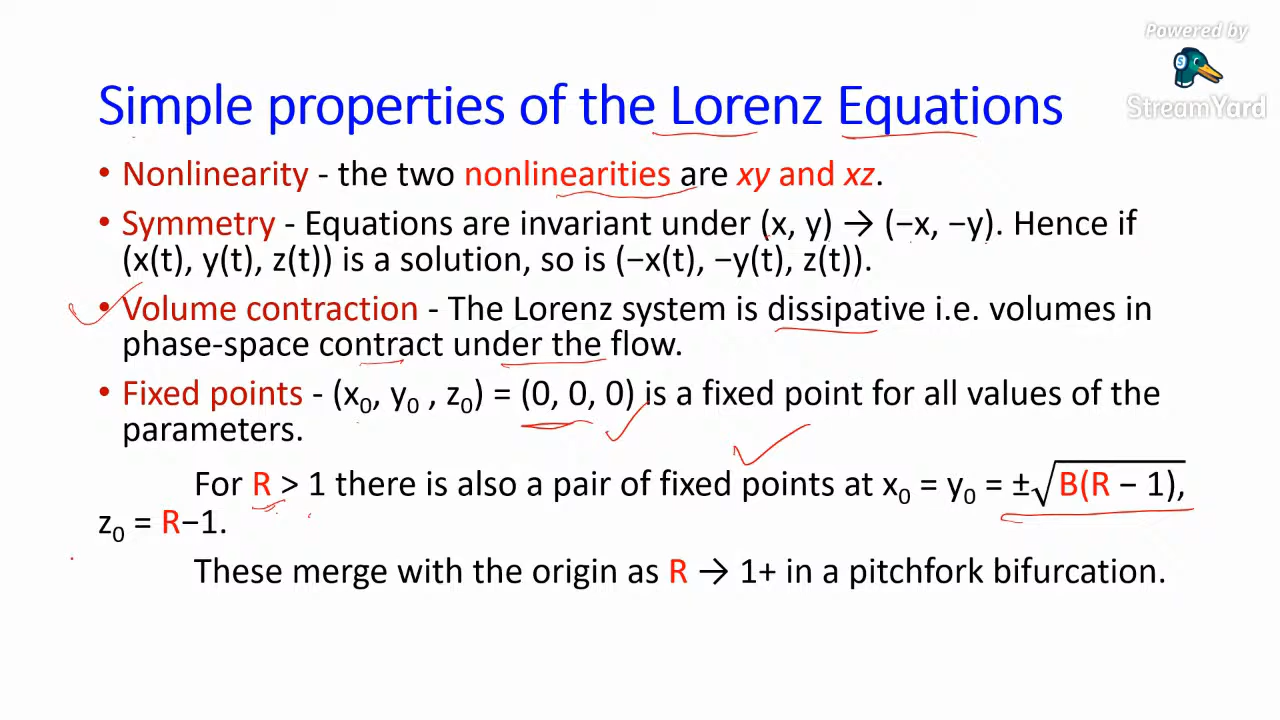 Powered by
StreamYard
Simple properties of the Lorenz Equations
• Nonlinearity - the two nonlinearities are xy and xz.
• Symmetry - Equations are invariant under (x, y) → (−x, −y). Hence if
(x(t), y(t), z(t)) is a solution, so is (−x(t), −y(t), z(t)).
• Volume contraction - The Lorenz system is dissipative i.e. volumes in
phase-space contract under the flow.
• Fixed points - (x₀, y₀ , z₀) = (0, 0, 0) is a fixed point for all values of the
parameters.
For R > 1 there is also a pair of fixed points at x₀ = y₀ = ±√B(R − 1),
z₀ = R−1.
These merge with the origin as R → 1+ in a pitchfork bifurcation.